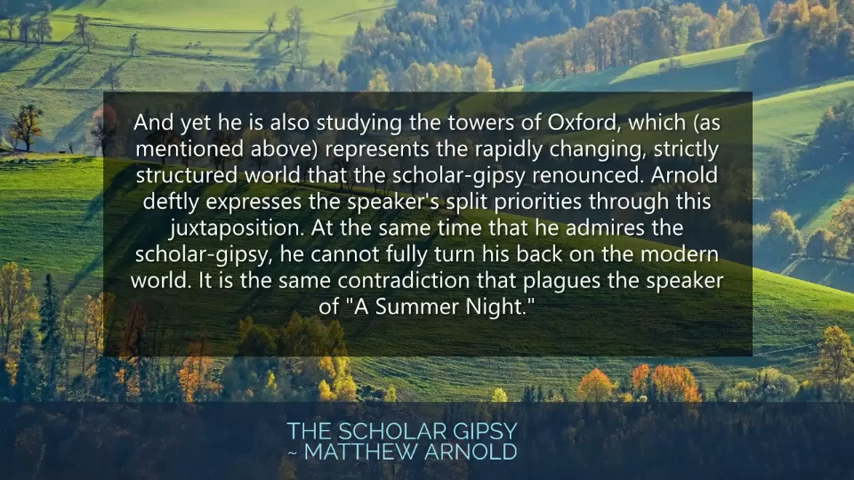 And yet he is also studying the towers of Oxford, which (as
mentioned above) represents the rapidly changing, strictly
structured world that the scholar-gipsy renounced. Arnold
deftly expresses the speaker's split priorities through this
juxtaposition. At the same time that he admires the
scholar-gipsy, he cannot fully turn his back on the modern
world. It is the same contradiction that plagues the speaker
of "A Summer Night."
THE SCHOLAR GIPSY
~ MATTHEW ARNOLD